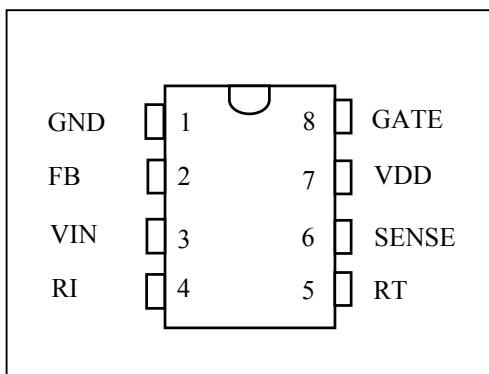 GND 1 8 GATE
FB 2 7 VDD
VIN 3 6 SENSE
RI 4 5 RT